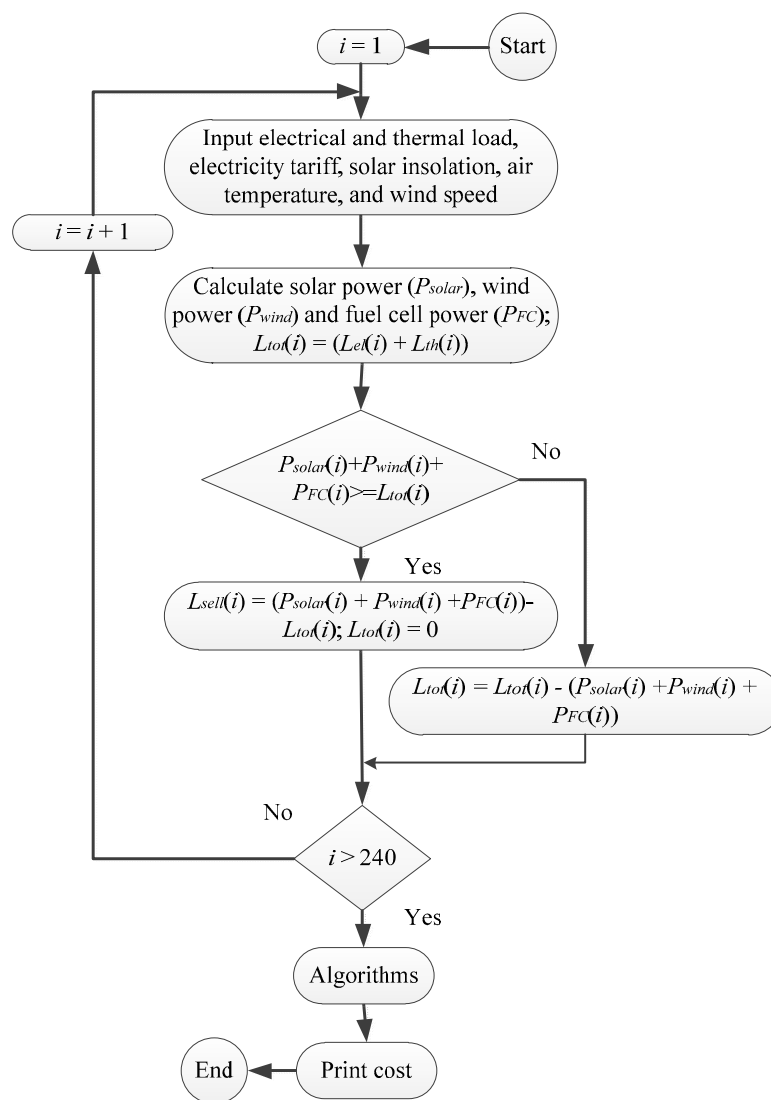 Start
i = 1
Input electrical and thermal load,
electricity tariff, solar insolation, air
temperature, and wind speed
i = i + 1
Calculate solar power (Psolar), wind
power (Pwind) and fuel cell power (PFC);
Ltot(i) = (Lel(i) + Lth(i))
Psolar(i)+Pwind(i)+
PFC(i)>=Ltot(i)
No
Yes
Lsell(i) = (Psolar(i) + Pwind(i) +PFC(i))-
Ltot(i); Ltot(i) = 0
Ltot(i) = Ltot(i) - (Psolar(i) +Pwind(i) +
PFC(i))
No
i > 240
Yes
Algorithms
Print cost
End